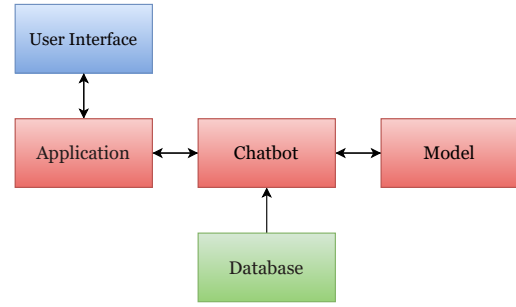 User Interface
Application
Chatbot
Model
Database